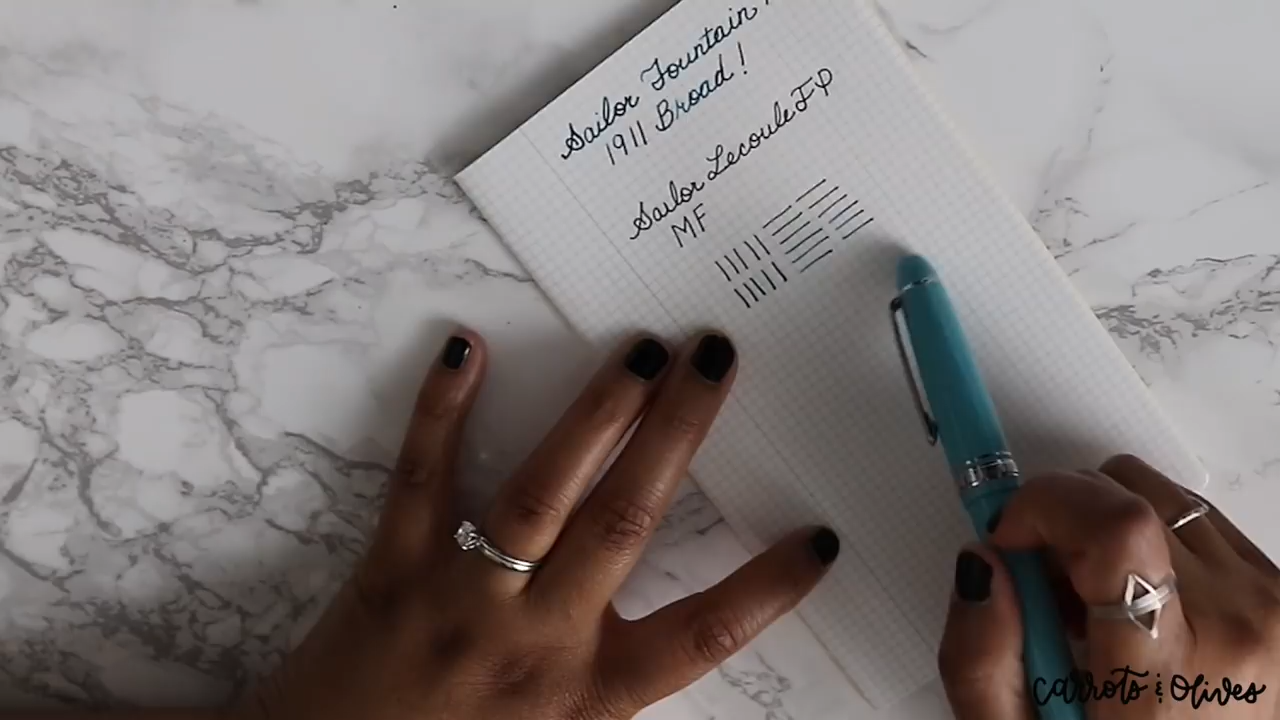 Sailor Fountain
1911 Broad!
Sailor Lecoule FP
MF
Carrots & Olives